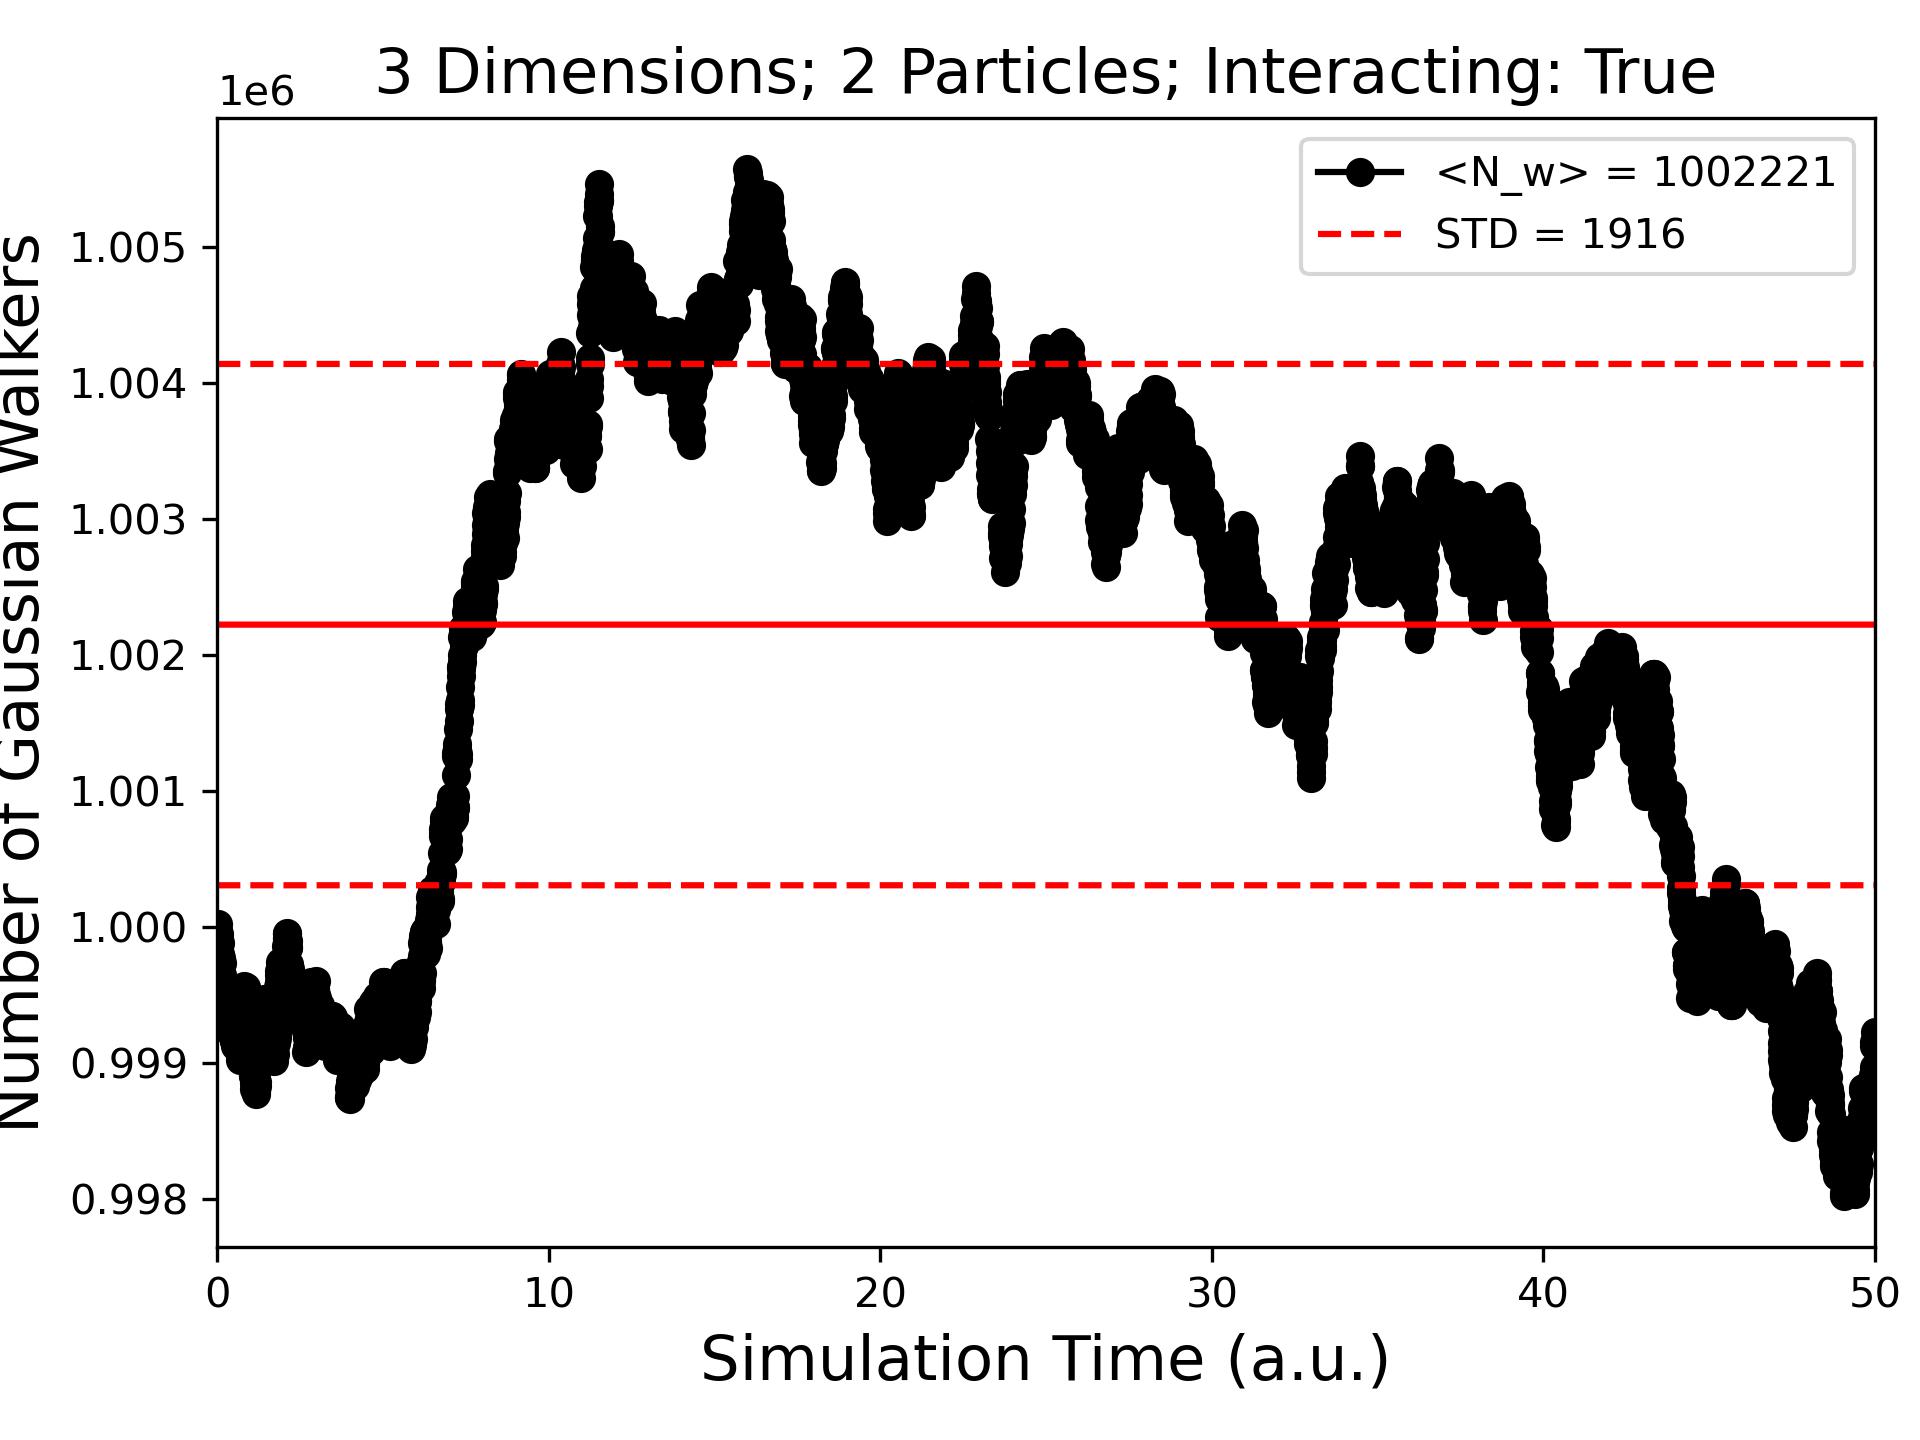 3 Dimensions; 2 Particles; Interacting: True
1e6
<N_w> = 1002221
STD = 1916
Number of Gaussian Walkers
1.005
1.004
1.003
1.002
1.001
1.000
0.999
0.998
0 10 20 30 40 50
Simulation Time (a.u.)